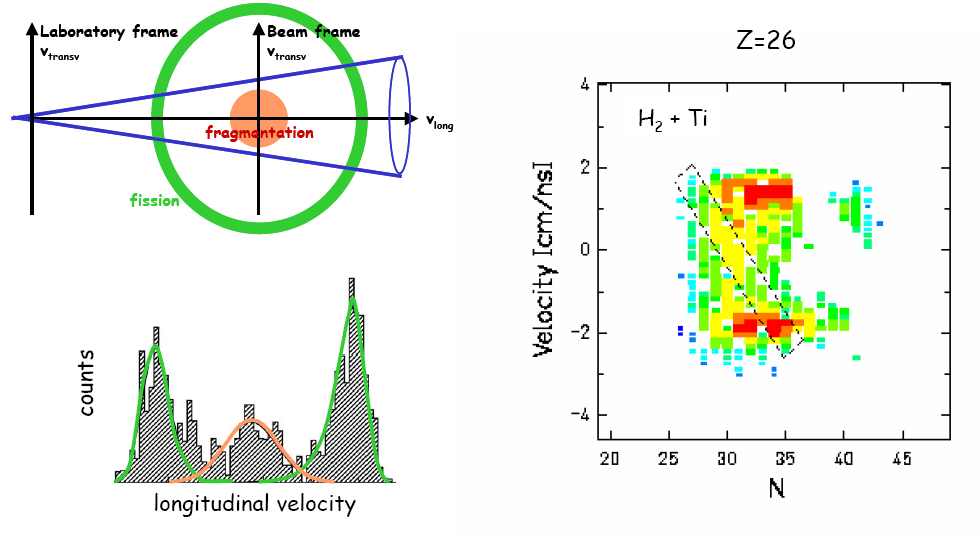 Laboratory frame
v_transv
Beam frame
v_transv
v_long
fragmentation
fission
counts
longitudinal velocity
Z=26
H₂ + Ti
Velocity [cm/ns]
4
2
0
-2
-4
20 25 30 35 40 45
N